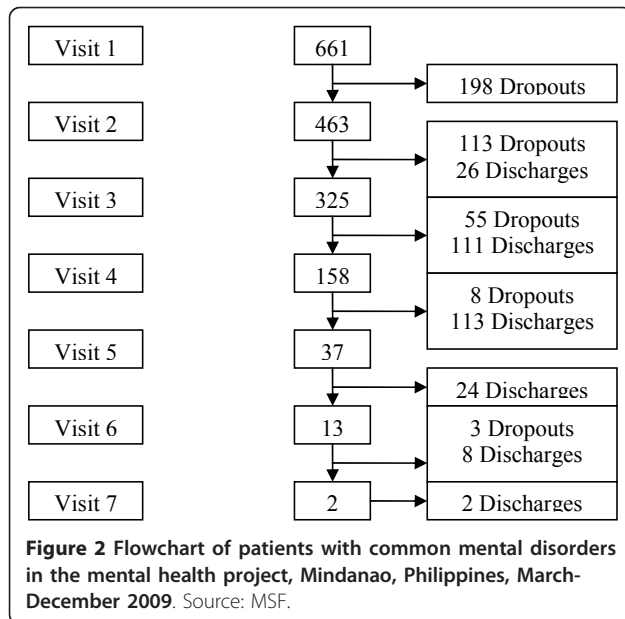 Visit 1
661
198 Dropouts
Visit 2
463
113 Dropouts
26 Discharges
Visit 3
325
55 Dropouts
111 Discharges
Visit 4
158
8 Dropouts
113 Discharges
Visit 5
37
24 Discharges
Visit 6
13
3 Dropouts
8 Discharges
Visit 7
2
2 Discharges
Figure 2 Flowchart of patients with common mental disorders
in the mental health project, Mindanao, Philippines, March-
December 2009. Source: MSF.